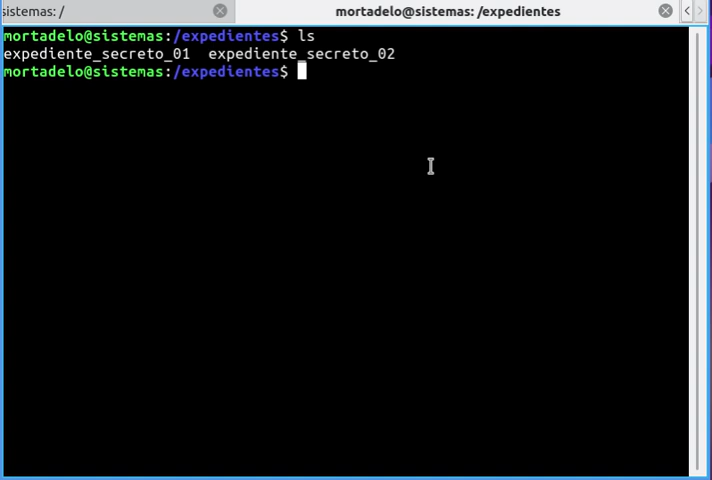 sistemas: /
mortadelo@sistemas: /expedientes
mortadelo@sistemas:/expedientes$ ls
expediente_secreto_01  expediente_secreto_02
mortadelo@sistemas:/expedientes$